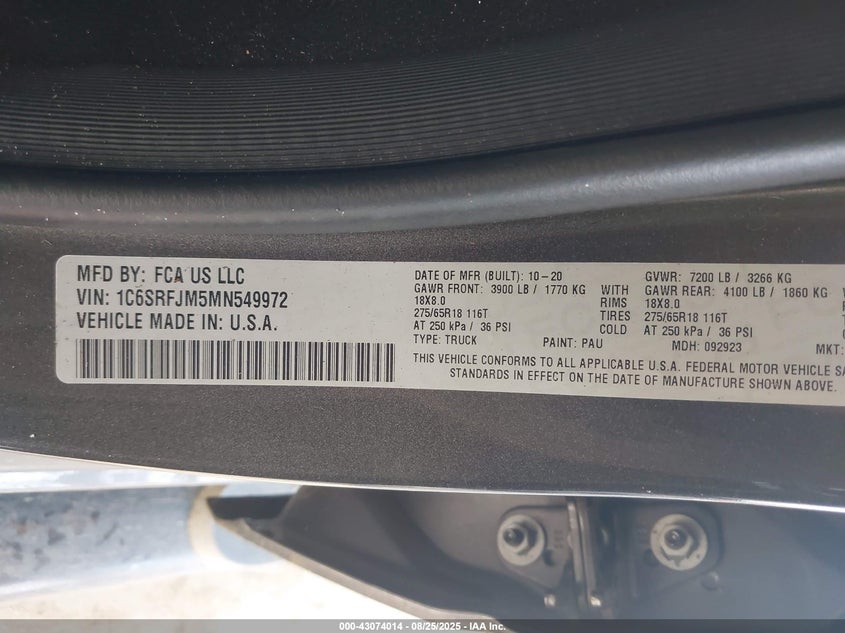 MFD BY: FCA US LLC
VIN: 1C6SRFJM5MN549972
VEHICLE MADE IN: U.S.A.
DATE OF MFR (BUILT): 10-20 GVWR: 7200 LB / 3266 KG
GAWR FRONT: 3900 LB / 1770 KG WITH GAWR REAR: 4100 LB / 1860 KG
18X8.0 RIMS 18X8.0
275/65R18 116T TIRES 275/65R18 116T
AT 250 kPa / 36 PSI COLD AT 250 kPa / 36 PSI
TYPE: TRUCK PAINT: PAU MDH: 092923 MKT:
THIS VEHICLE CONFORMS TO ALL APPLICABLE U.S.A. FEDERAL MOTOR VEHICLE SA
STANDARDS IN EFFECT ON THE DATE OF MANUFACTURE SHOWN ABOVE.
000-43074014 - 08/25/2025 - IAA Inc.